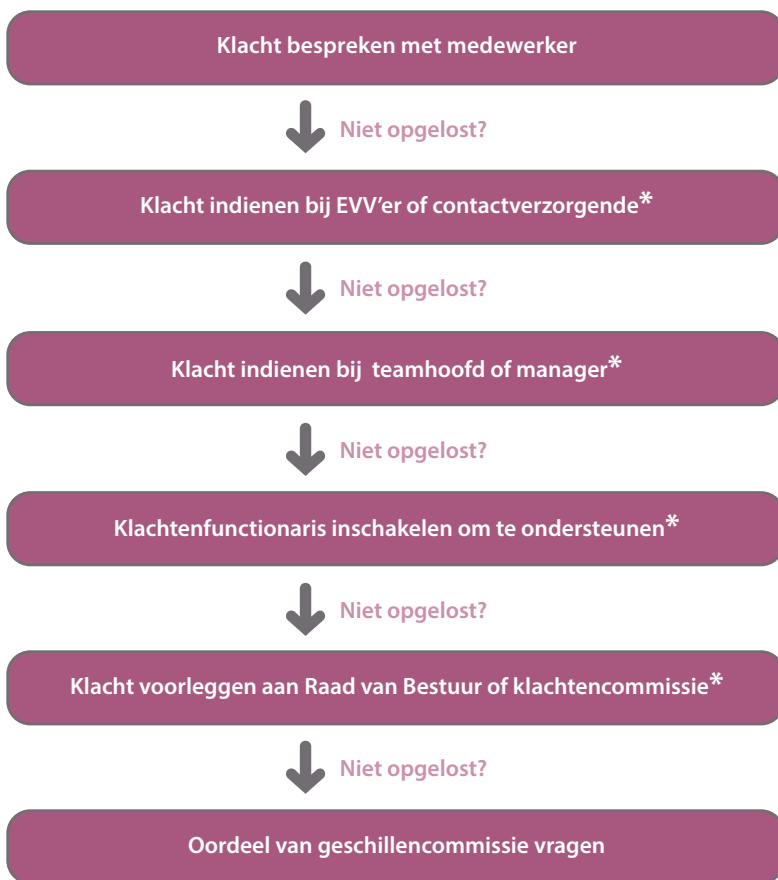 Klacht bespreken met medewerker
Niet opgelost?
Klacht indienen bij EVV’er of contactverzorgende*
Niet opgelost?
Klacht indienen bij teamhoofd of manager*
Niet opgelost?
Klachtenfunctionaris inschakelen om te ondersteunen*
Niet opgelost?
Klacht voorleggen aan Raad van Bestuur of klachtencommissie*
Niet opgelost?
Oordeel van geschillencommissie vragen